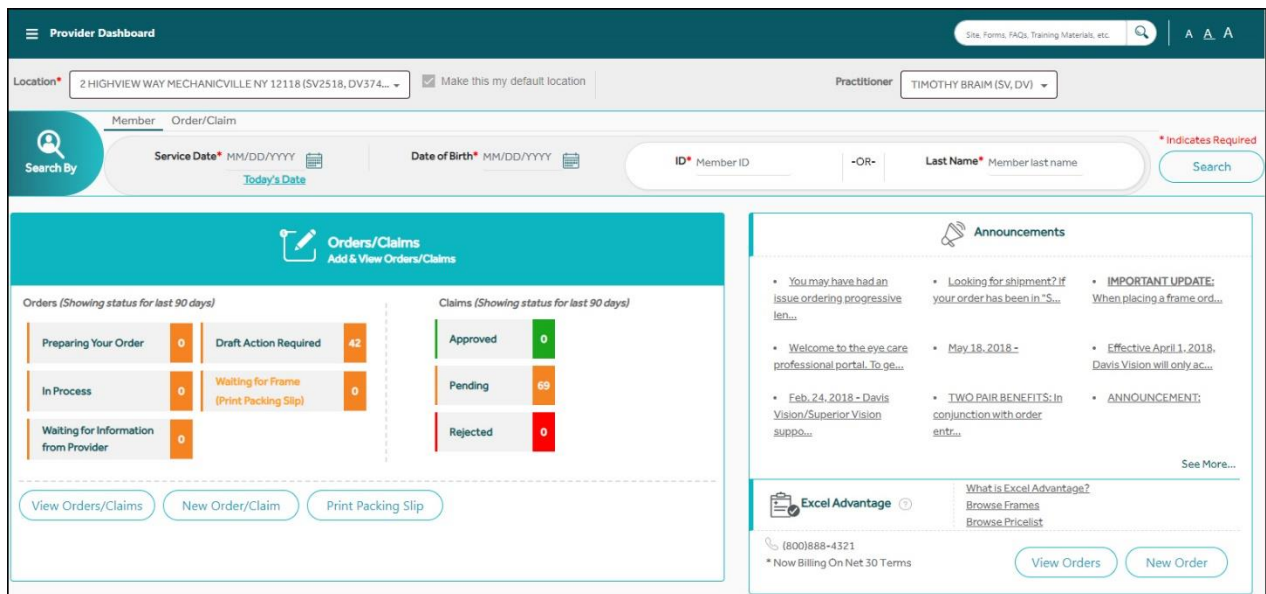 Provider Dashboard
Site, Forms, FAQs, Training Materials, etc.
A A A
Location*
2 HIGHVIEW WAY MECHANICVILLE NY 12118 (SV2518, DV374...
Make this my default location
Practitioner
TIMOTHY BRAIM (SV, DV)
Member Order/Claim
* Indicates Required
Search By
Service Date* MM/DD/YYYY
Today's Date
Date of Birth* MM/DD/YYYY
ID* Member ID
-OR-
Last Name* Member last name
Search
Orders/Claims
Add & View Orders/Claims
Orders (Showing status for last 90 days)
Preparing Your Order 0
Draft Action Required 42
In Process 0
Waiting for Frame
(Print Packing Slip)
0
Waiting for Information
from Provider
0
Claims (Showing status for last 90 days)
Approved 0
Pending 69
Rejected 0
View Orders/Claims
New Order/Claim
Print Packing Slip
Announcements
• You may have had an
issue ordering progressive
len...
• Looking for shipment? If
your order has been in "S...
• IMPORTANT UPDATE:
When placing a frame ord...
• Welcome to the eye care
professional portal. To ge...
• May 18, 2018 -
• Effective April 1, 2018,
Davis Vision will only ac...
• Feb. 24, 2018 - Davis
Vision/Superior Vision
suppo...
• TWO PAIR BENEFITS: In
conjunction with order
entr...
• ANNOUNCEMENT:
See More...
Excel Advantage ?
What is Excel Advantage?
Browse Frames
Browse Pricelist
(800)888-4321
* Now Billing On Net 30 Terms
View Orders
New Order